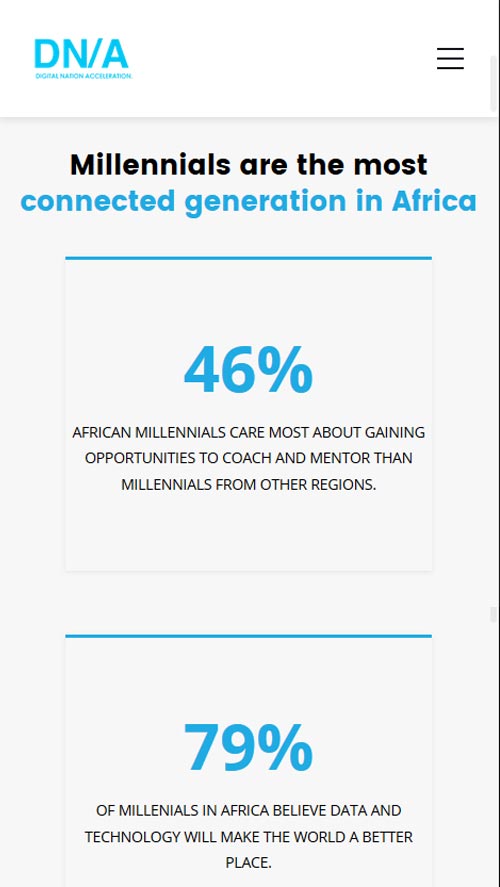 DN/A
DIGITAL NATION ACCELERATION.
Millennials are the most
connected generation in Africa
46%
AFRICAN MILLENNIALS CARE MOST ABOUT GAINING
OPPORTUNITIES TO COACH AND MENTOR THAN
MILLENNIALS FROM OTHER REGIONS.
79%
OF MILLENIALS IN AFRICA BELIEVE DATA AND
TECHNOLOGY WILL MAKE THE WORLD A BETTER
PLACE.